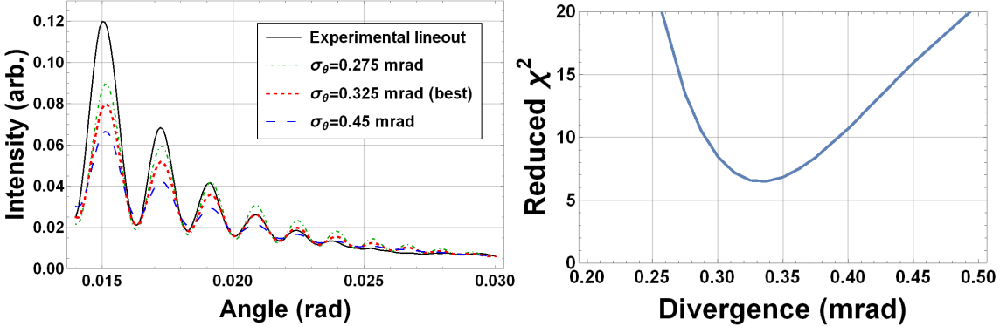 Intensity (arb.)
0.12
0.10
0.08
0.06
0.04
0.02
0.00
Experimental lineout
σθ=0.275 mrad
σθ=0.325 mrad (best)
σθ=0.45 mrad
0.015
0.020
0.025
0.030
Angle (rad)
Reduced χ²
20
15
10
5
0
0.20
0.25
0.30
0.35
0.40
0.45
0.50
Divergence (mrad)